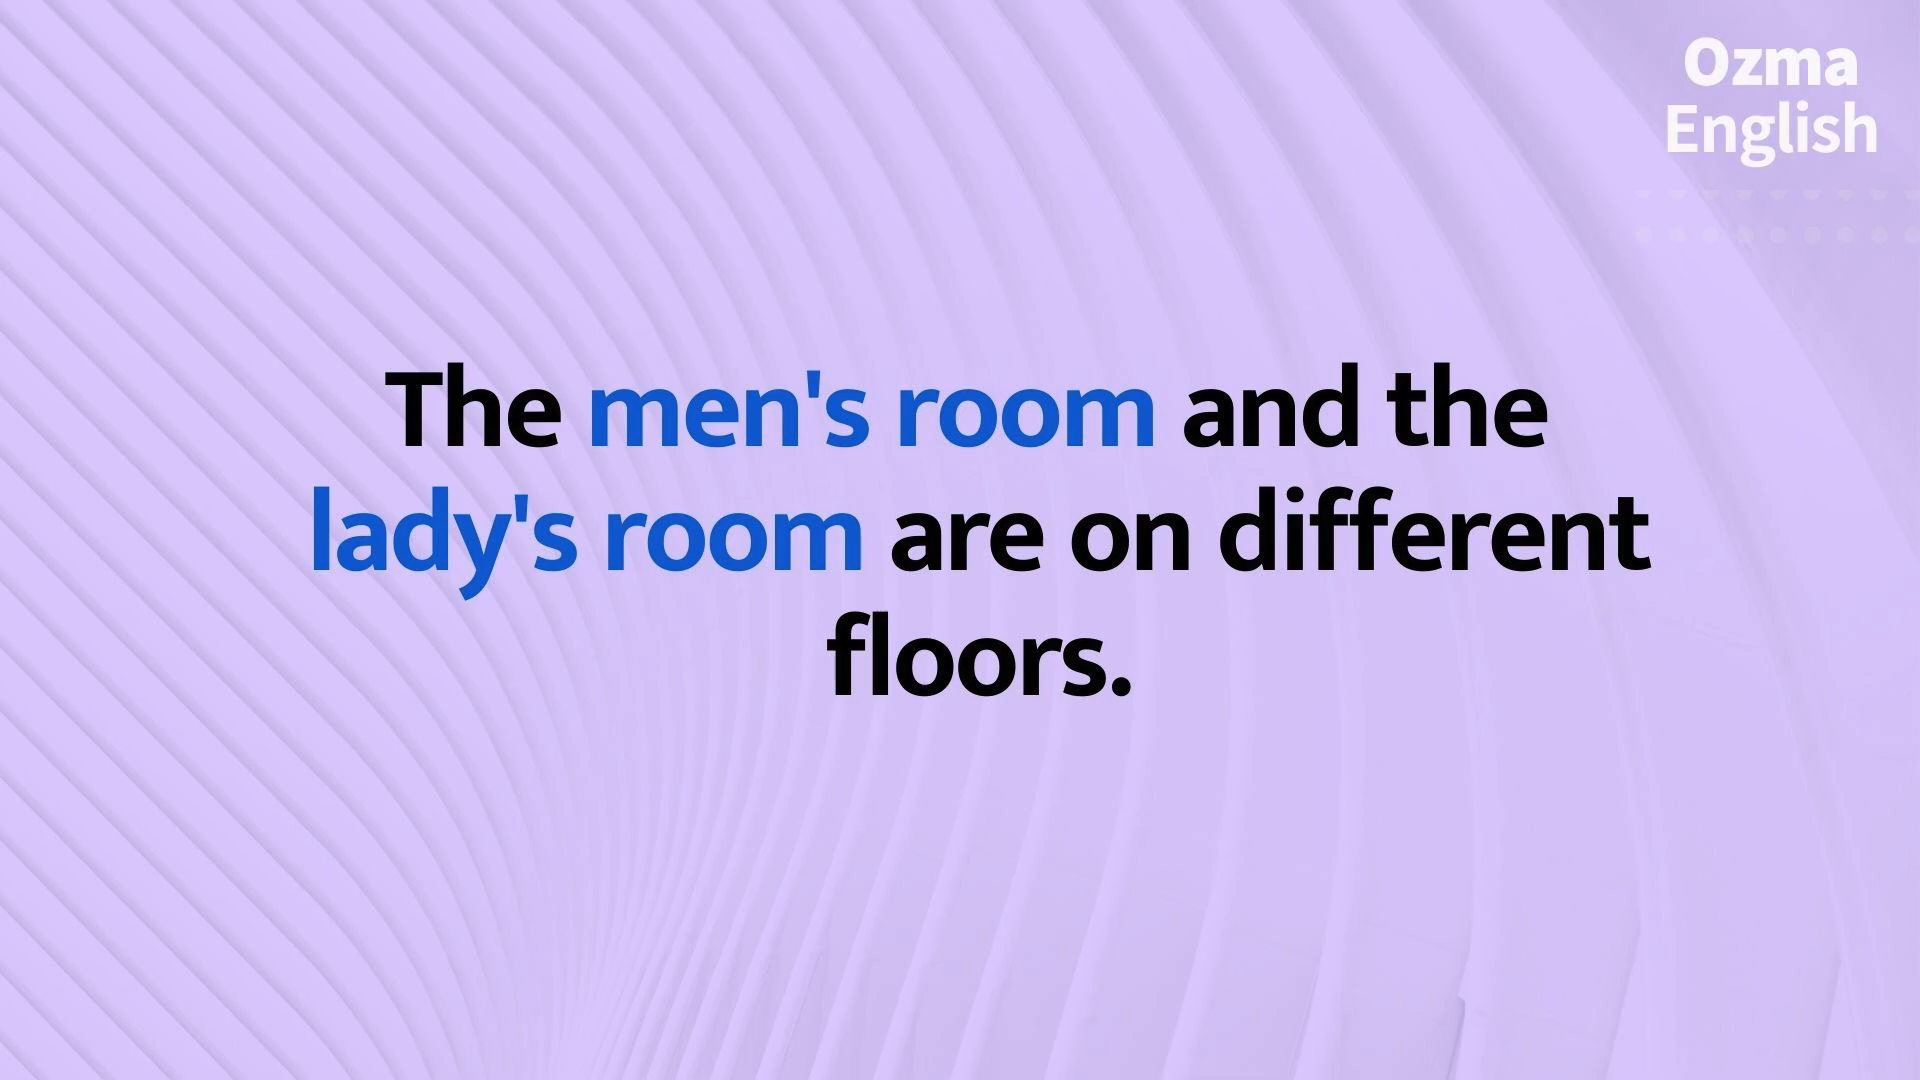 Ozma
English
The men's room and the
lady's room are on different
floors.